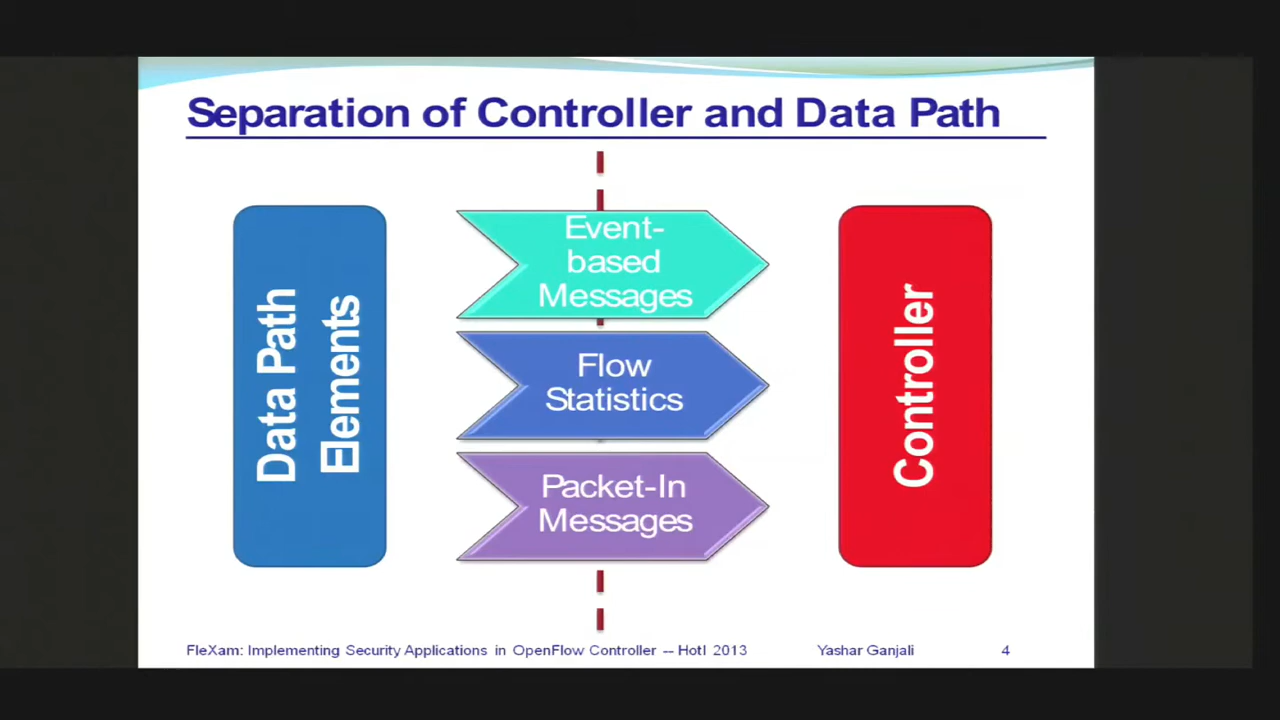 Separation of Controller and Data Path
Data Path
Elements
Event-
based
Messages
Flow
Statistics
Packet-In
Messages
Controller
FleXam: Implementing Security Applications in OpenFlow Controller -- HotI 2013 Yashar Ganjali 4